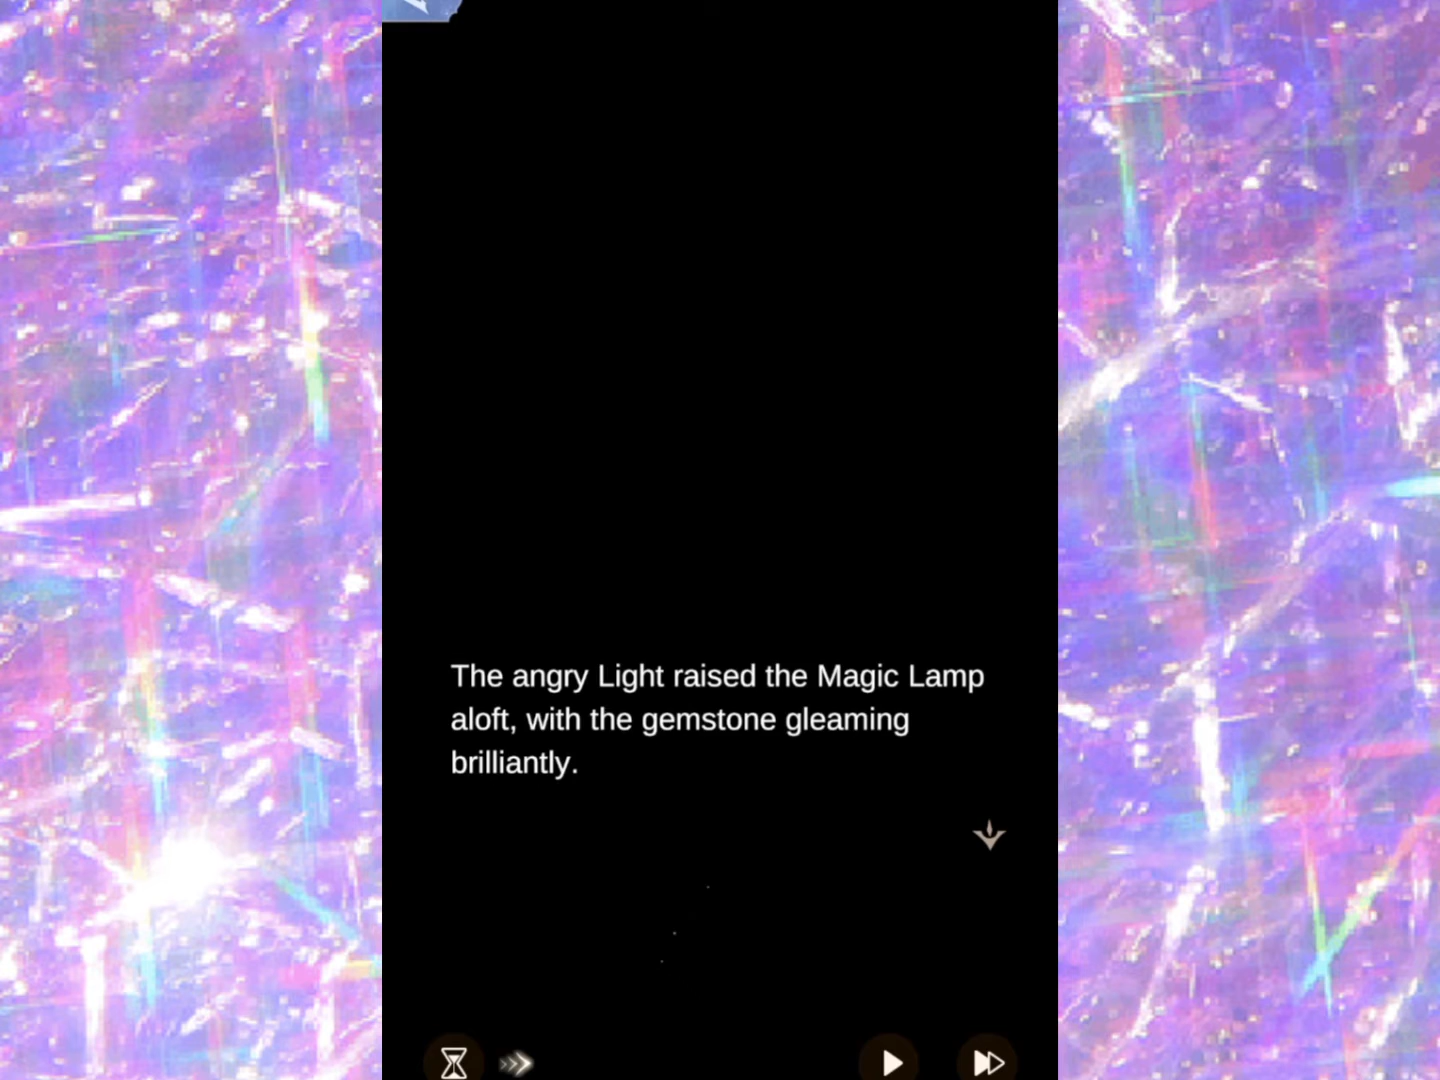 The angry Light raised the Magic Lamp
aloft, with the gemstone gleaming
brilliantly.